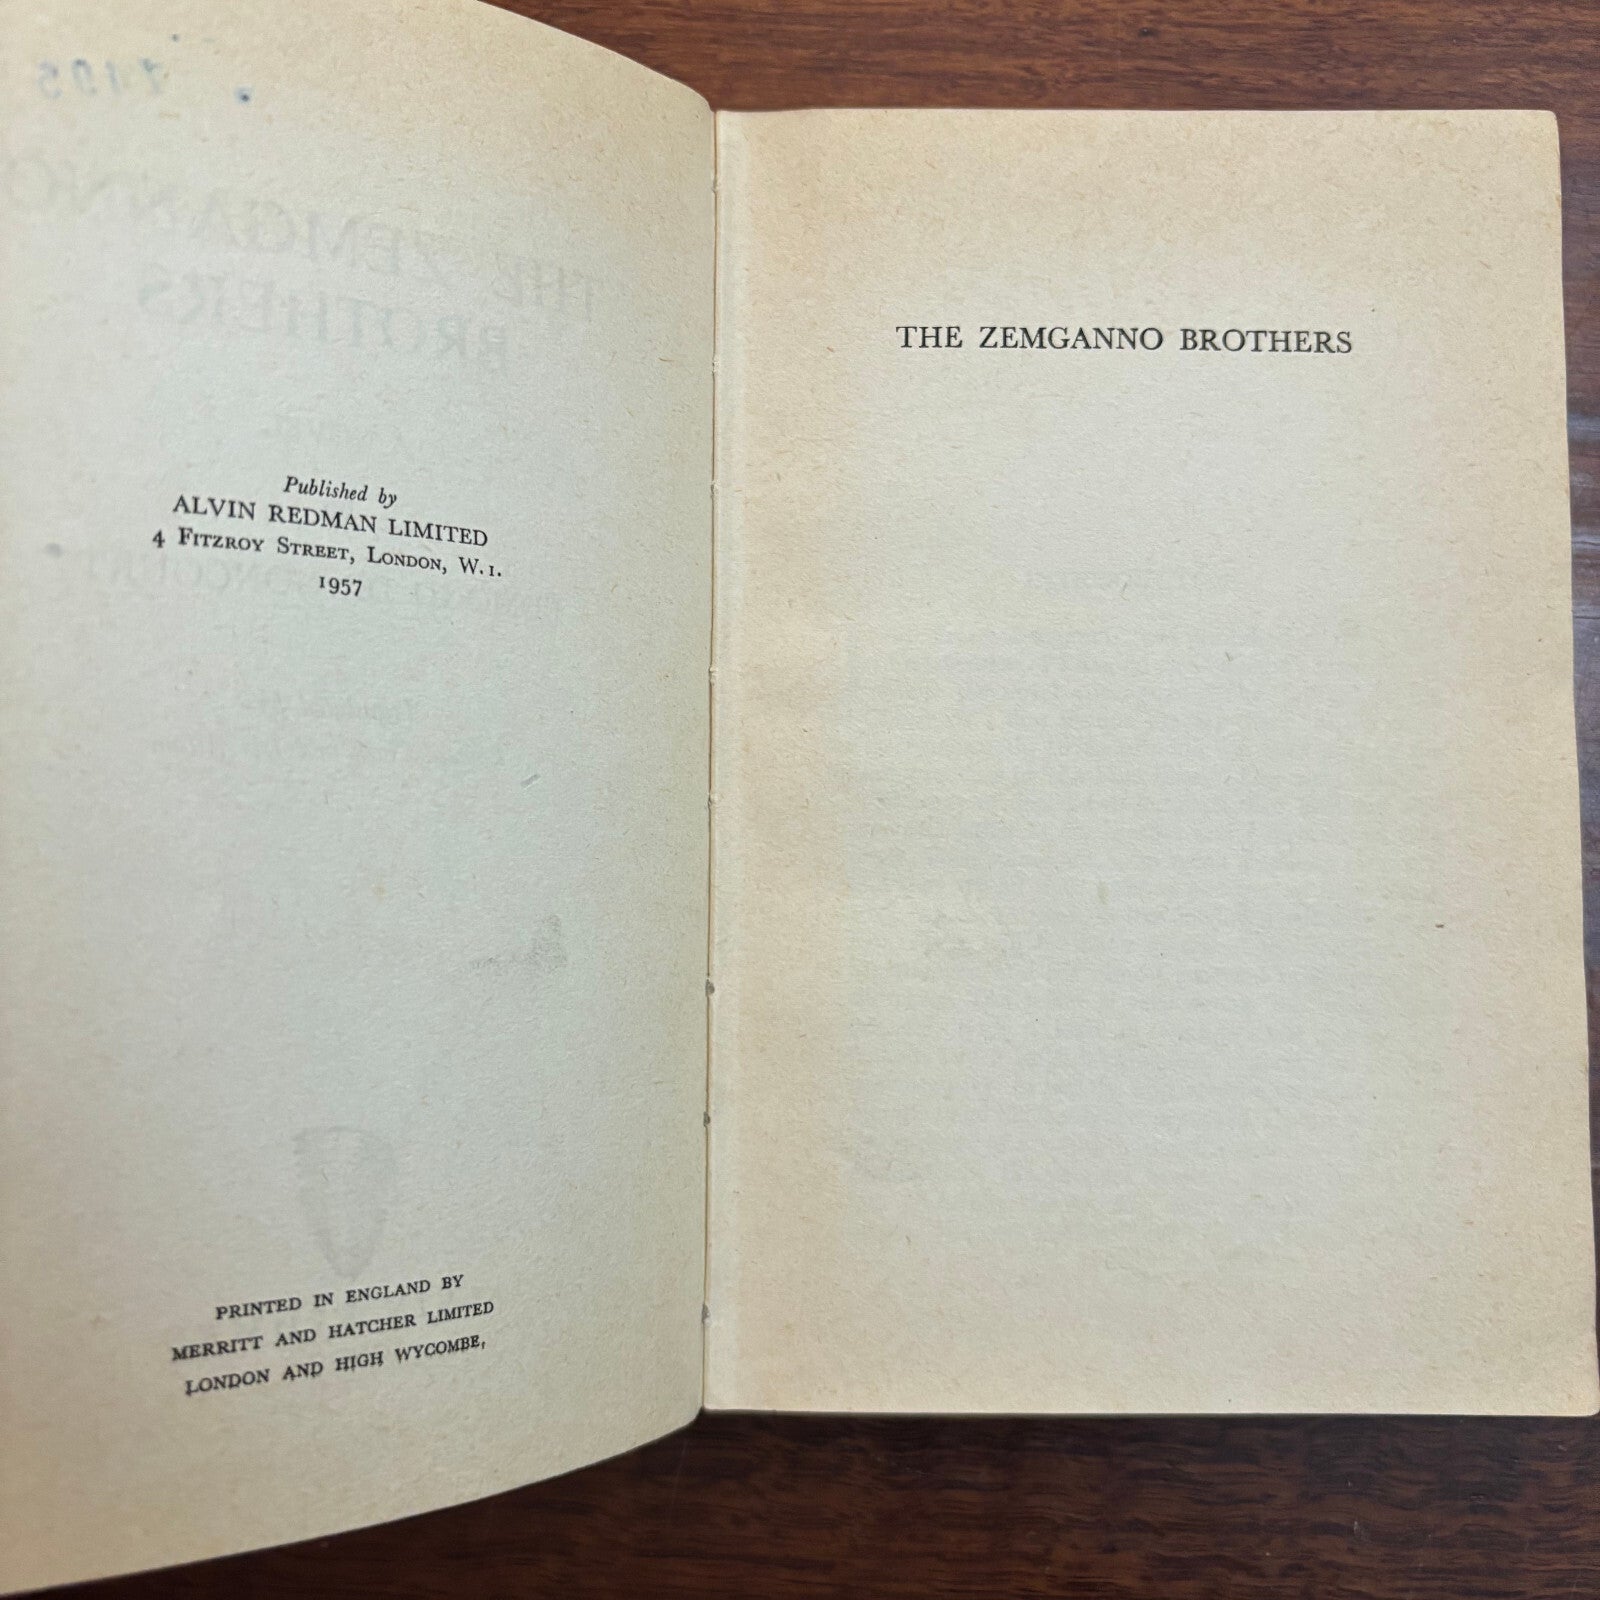 Published by
ALVIN REDMAN LIMITED
4 FITZROY STREET, LONDON, W.1.
1957
PRINTED IN ENGLAND BY
MERRITT AND HATCHER LIMITED
LONDON AND HIGH WYCOMBE,
THE ZEMGANNO BROTHERS